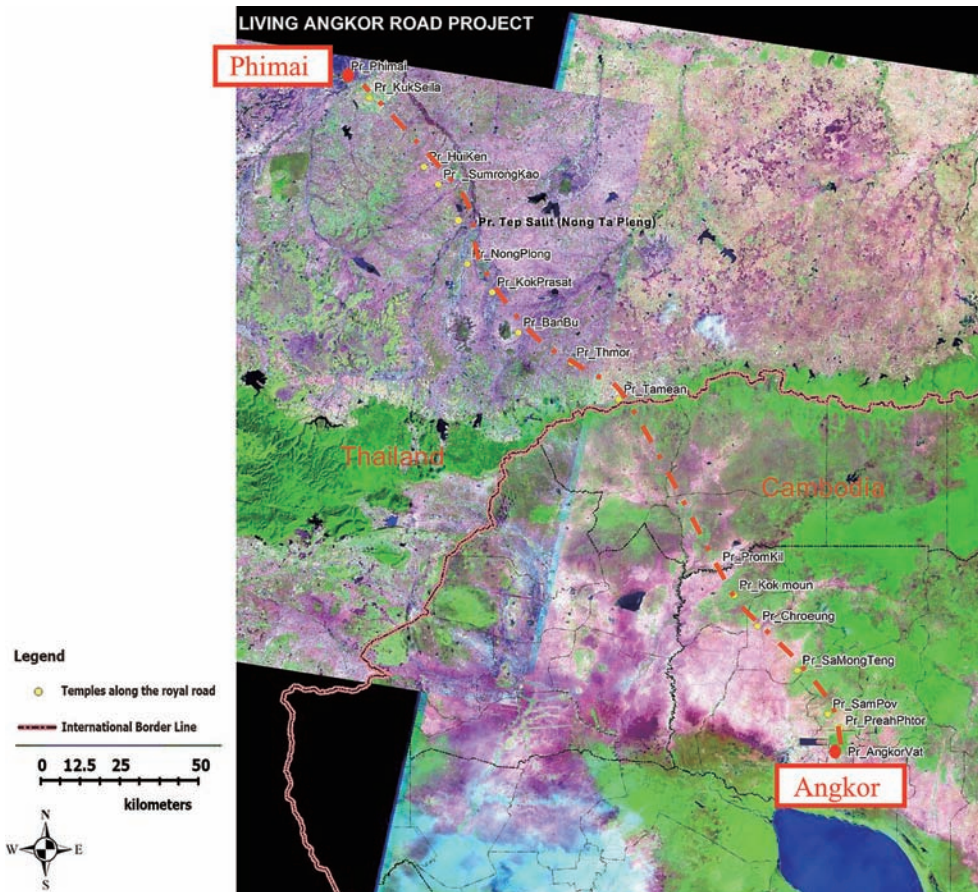 LIVING ANGKOR ROAD PROJECT
Phimai
Pr_Phimai
Pr_KukSeila
Pr_HuiKen
Pr_SumrongKao
Pr. Tep Satit (Nong Ta Pleng)
Pr_NongPlong
Pr_KokPrasat
Pr_BanBu
Pr_Thmor
Pr_Tamean
Thailand
Cambodia
Pr_PromKil
Pr_Kok moun
Pr_Chroeung
Pr_SaMongTeng
Pr_SamPov
Pr_PreahPhtor
Pr_AngkorVat
Angkor
Legend
Temples along the royal road
International Border Line
0 12.5 25 50
kilometers
N
W E
S